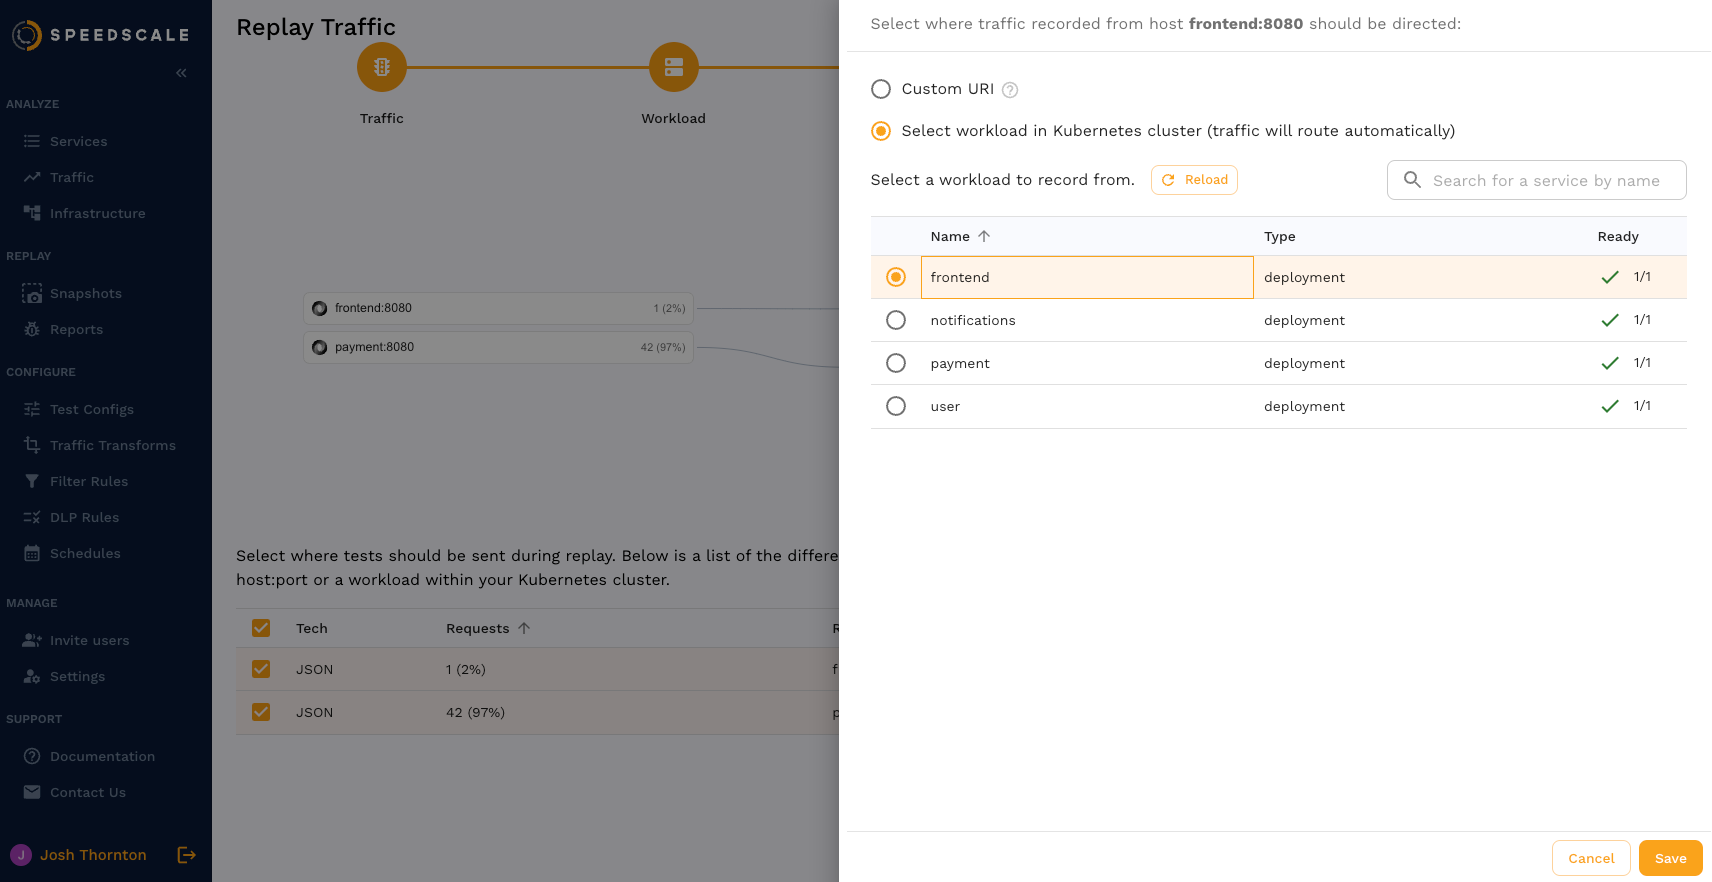 SPEEDSCALE
ANALYZE
Services
Traffic
Infrastructure
REPLAY
Snapshots
Reports
CONFIGURE
Test Configs
Traffic Transforms
Filter Rules
DLP Rules
Schedules
MANAGE
Invite users
Settings
SUPPORT
Documentation
Contact Us
J Josh Thornton
Replay Traffic
Traffic Workload
frontend:8080 1 (2%)
payment:8080 42 (97%)
Select where tests should be sent during replay. Below is a list of the differe
host:port or a workload within your Kubernetes cluster.
Tech Requests
JSON 1 (2%) f
JSON 42 (97%)
Select where traffic recorded from host frontend:8080 should be directed:
Custom URI ?
Select workload in Kubernetes cluster (traffic will route automatically)
Select a workload to record from. Reload Search for a service by name
Name Type Ready
frontend deployment 1/1
notifications deployment 1/1
payment deployment 1/1
user deployment 1/1
Cancel Save